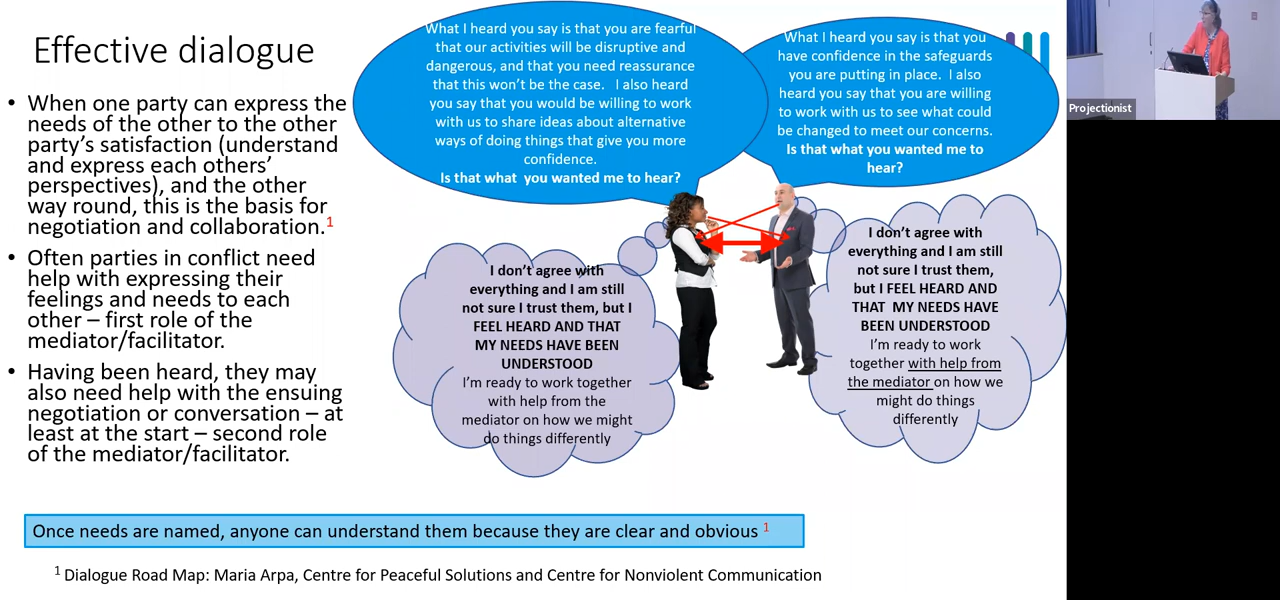 Effective dialogue
• When one party can express the
needs of the other to the other
party's satisfaction (understand
and express each others'
perspectives), and the other
way round, this is the basis for
negotiation and collaboration.1
• Often parties in conflict need
help with expressing their
feelings and needs to each
other – first role of the
mediator/facilitator.
• Having been heard, they may
also need help with the ensuing
negotiation or conversation – at
least at the start – second role
of the mediator/facilitator.
What I heard you say is that you are fearful
that our activities will be disruptive and
dangerous, and that you need reassurance
that this won't be the case. I also heard
you say that you would be willing to work
with us to share ideas about alternative
ways of doing things that give you more
confidence.
Is that what you wanted me to hear?
What I heard you say is that you
have confidence in the safeguards
you are putting in place. I also
heard you say that you are willing
to work with us to see what could
be changed to meet our concerns.
Is that what you wanted me to
hear?
I don't agree with
everything and I am still
not sure I trust them, but I
FEEL HEARD AND THAT
MY NEEDS HAVE BEEN
UNDERSTOOD
I'm ready to work together
with help from the
mediator on how we might
do things differently
I don't agree with
everything and I am still
not sure I trust them,
but I FEEL HEARD AND
THAT MY NEEDS HAVE
BEEN UNDERSTOOD
I'm ready to work
together with help from
the mediator on how we
might do things
differently
Once needs are named, anyone can understand them because they are clear and obvious 1
1 Dialogue Road Map: Maria Arpa, Centre for Peaceful Solutions and Centre for Nonviolent Communication
Projectionist